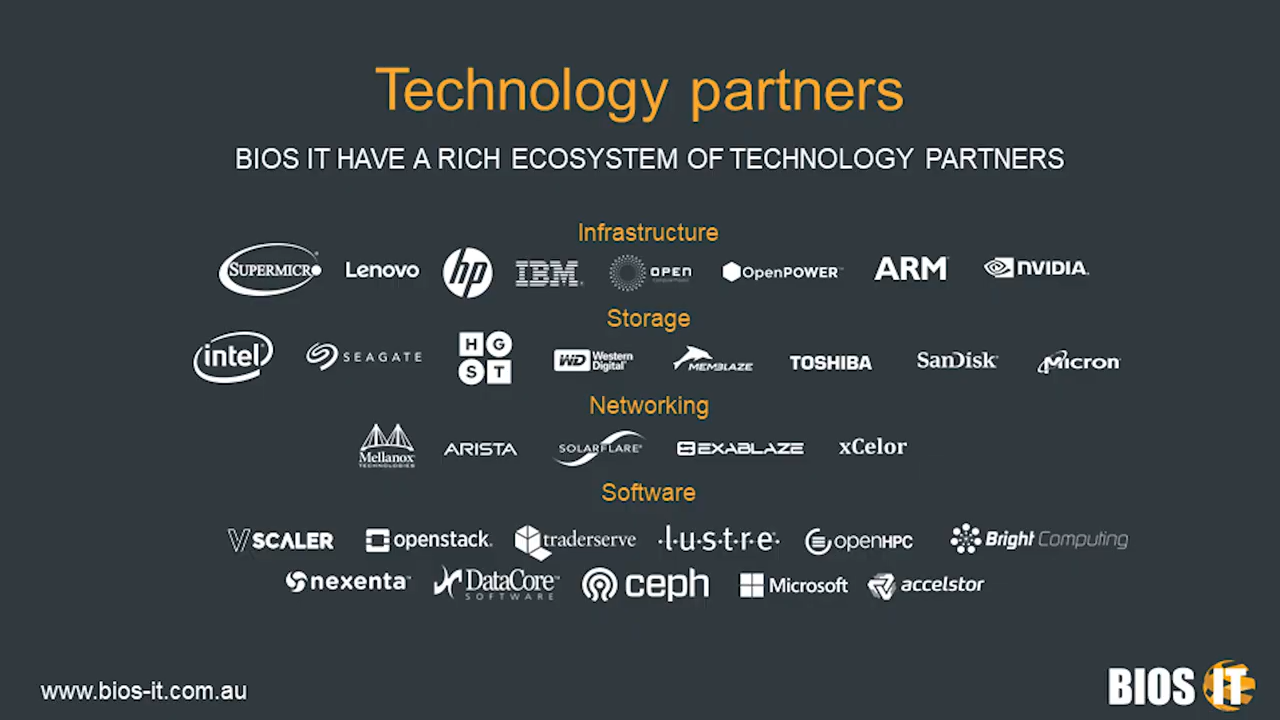 Technology partners
BIOS IT HAVE A RICH ECOSYSTEM OF TECHNOLOGY PARTNERS
Infrastructure
SUPERMICRO Lenovo hp IBM OPEN OpenPOWER ARM NVIDIA
Storage
intel SEAGATE HGST WD Western Digital MEMBLAZE TOSHIBA SanDisk Micron
Networking
Mellanox TECHNOLOGIES ARISTA SOLARFLARE EXABLAZE xCelor
Software
VSCALER openstack traderserve l·u·s·t·r·e openHPC Bright Computing
nexenta DataCore SOFTWARE ceph Microsoft accelstor
www.bios-it.com.au
BIOS IT